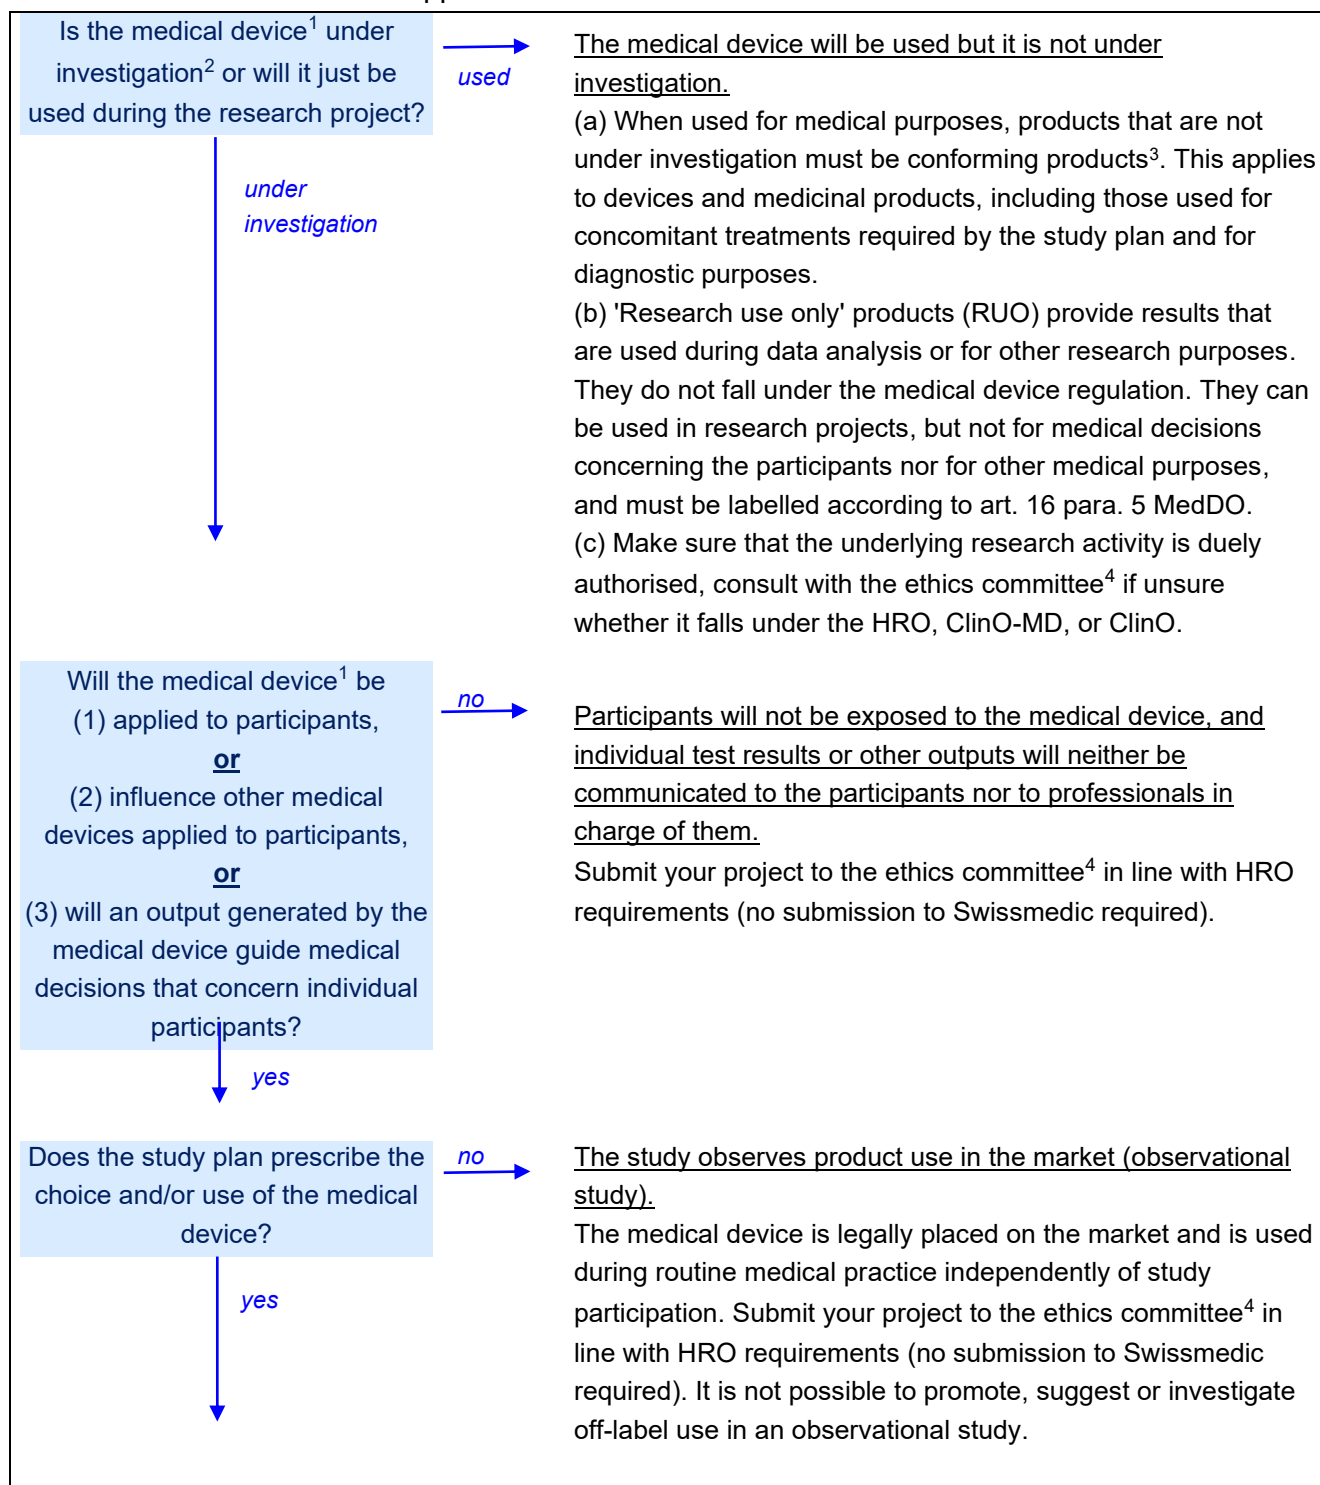 Is the medical device1 under
investigation2 or will it just be
used during the research project?
used
under
investigation
The medical device will be used but it is not under
investigation.
(a) When used for medical purposes, products that are not
under investigation must be conforming products3. This applies
to devices and medicinal products, including those used for
concomitant treatments required by the study plan and for
diagnostic purposes.
(b) 'Research use only' products (RUO) provide results that
are used during data analysis or for other research purposes.
They do not fall under the medical device regulation. They can
be used in research projects, but not for medical decisions
concerning the participants nor for other medical purposes,
and must be labelled according to art. 16 para. 5 MedDO.
(c) Make sure that the underlying research activity is duely
authorised, consult with the ethics committee4 if unsure
whether it falls under the HRO, ClinO-MD, or ClinO.
Will the medical device1 be
(1) applied to participants,
or
(2) influence other medical
devices applied to participants,
or
(3) will an output generated by the
medical device guide medical
decisions that concern individual
participants?
no
yes
Participants will not be exposed to the medical device, and
individual test results or other outputs will neither be
communicated to the participants nor to professionals in
charge of them.
Submit your project to the ethics committee4 in line with HRO
requirements (no submission to Swissmedic required).
Does the study plan prescribe the
choice and/or use of the medical
device?
no
yes
The study observes product use in the market (observational
study).
The medical device is legally placed on the market and is used
during routine medical practice independently of study
participation. Submit your project to the ethics committee4 in
line with HRO requirements (no submission to Swissmedic
required). It is not possible to promote, suggest or investigate
off-label use in an observational study.